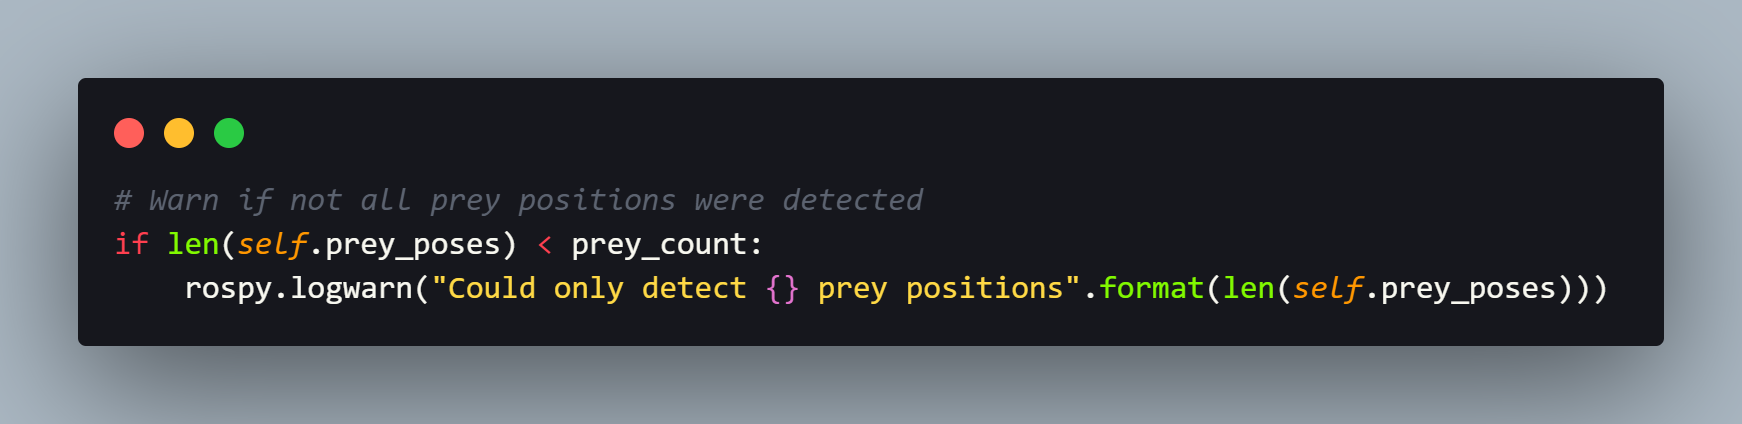 # Warn if not all prey positions were detected
if len(self.prey_poses) < prey_count:
    rospy.logwarn("Could only detect {} prey positions".format(len(self.prey_poses)))